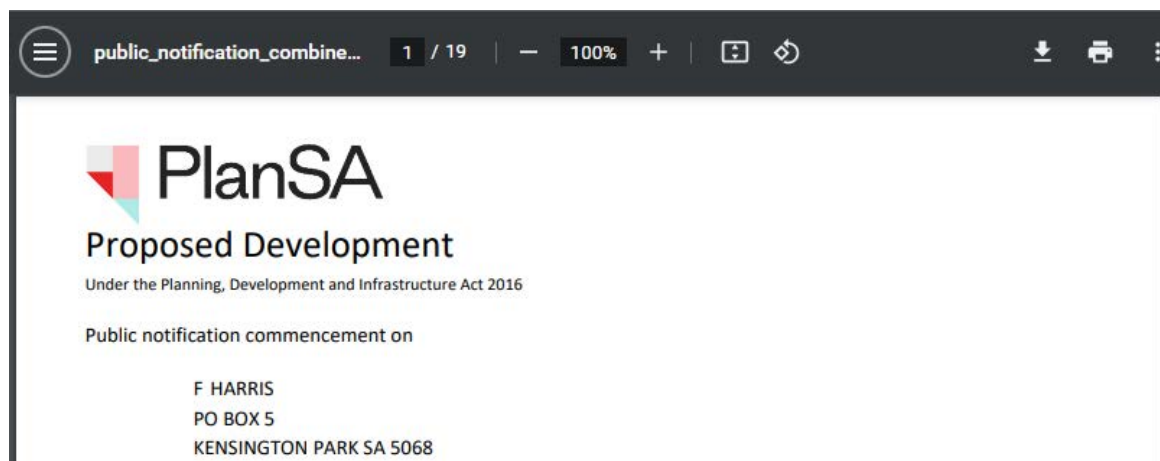 public_notification_combine... 1 / 19 100%
PlanSA
Proposed Development
Under the Planning, Development and Infrastructure Act 2016
Public notification commencement on
F HARRIS
PO BOX 5
KENSINGTON PARK SA 5068